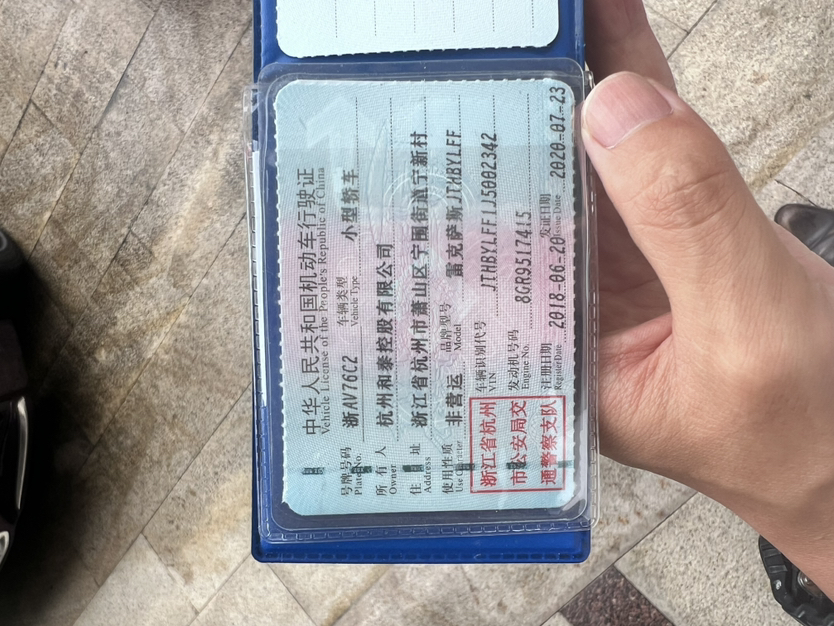 中华人民共和国机动车行驶证
Vehicle License of the People's Republic of China
号牌号码 浙AV76C2 车辆类型 小型轿车
Plate No. Vehicle Type
所有人 杭州和泰控股有限公司
Owner
住址 浙江省杭州市萧山区宁围街道宁新村
Address
使用性质 非营运 品牌型号 雷克萨斯JTHBYLFF
Use Character Model
车辆识别代号 JTHBYLFF1J5002342
VIN
发动机号码 8GR9517415
Engine No.
注册日期 2018-06-20 发证日期 2020-07-23
Register Date Issue Date
浙江省杭州
市公安局交
通警察支队